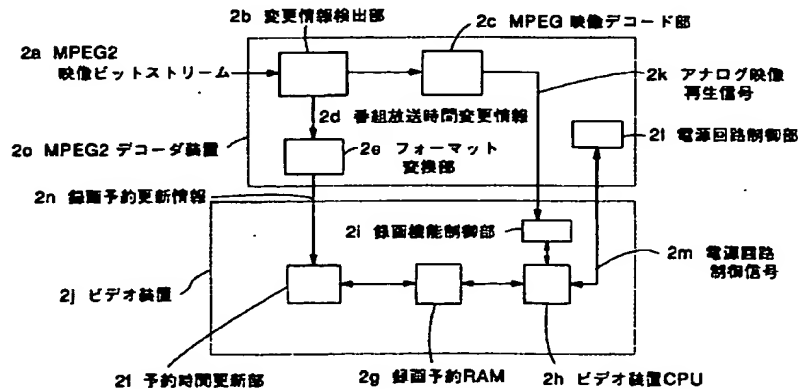 2b 変更情報検出部
2c MPEG 映像デコード部
2a MPEG2
映像ビットストリーム
2k アナログ映像
再生信号
2d 番組放送時間変更情報
2l 電源回路制御部
2o MPEG2 デコーダ装置
2e フォーマット
変換部
2n 録画予約更新情報
2i 録画機能制御部
2m 電源回路
制御信号
2j ビデオ装置
2f 予約時間更新部
2g 録画予約RAM
2h ビデオ装置CPU